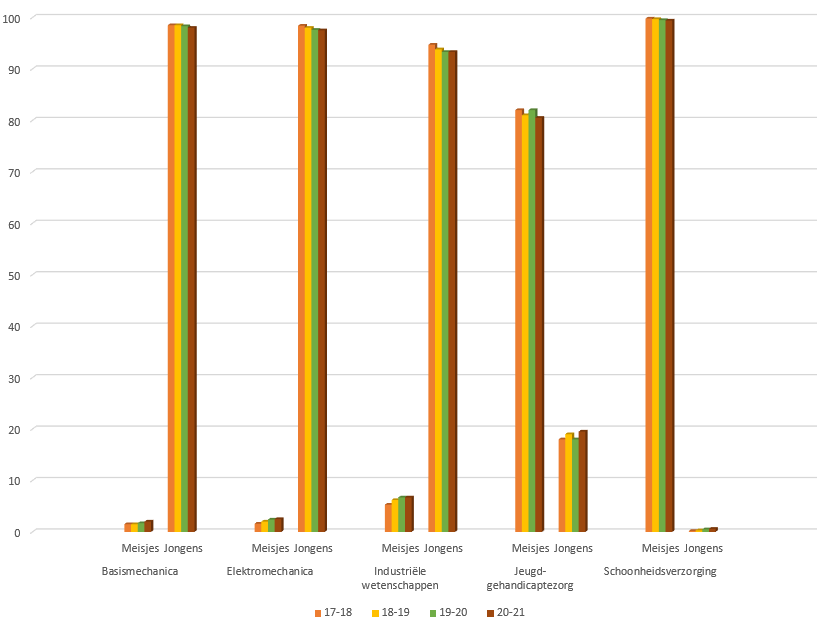 100
90
80
70
60
50
40
30
20
10
0
Meisjes Jongens Meisjes Jongens Meisjes Jongens Meisjes Jongens Meisjes Jongens
Basismechanica Elektromechanica Industriële Jeugd- Schoonheidsverzorging
wetenschappen gehandicaptezorg
17-18 18-19 19-20 20-21